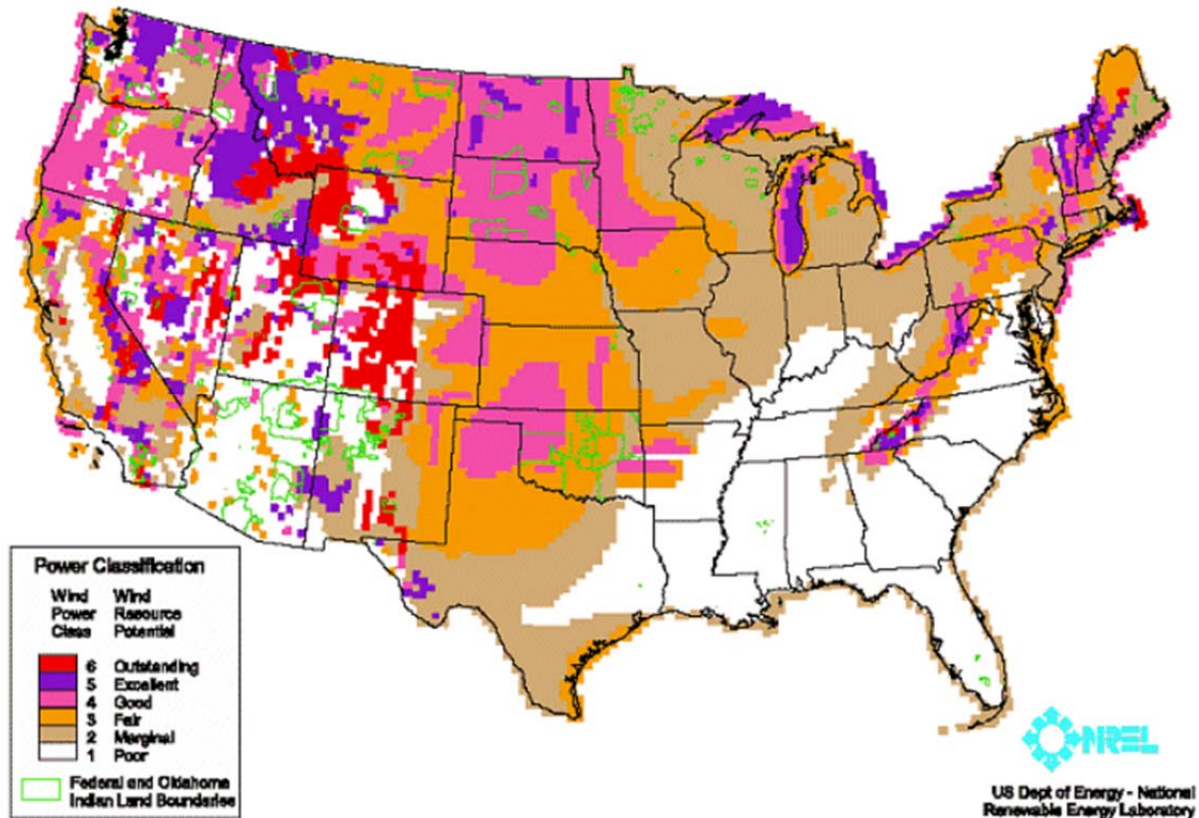 Power Classification
Wind Wind
Power Resource
Class Potential
6 Outstanding
5 Excellent
4 Good
3 Fair
2 Marginal
1 Poor
Federal and Oklahoma
Indian Land Boundaries
NREL
US Dept of Energy - National
Renewable Energy Laboratory